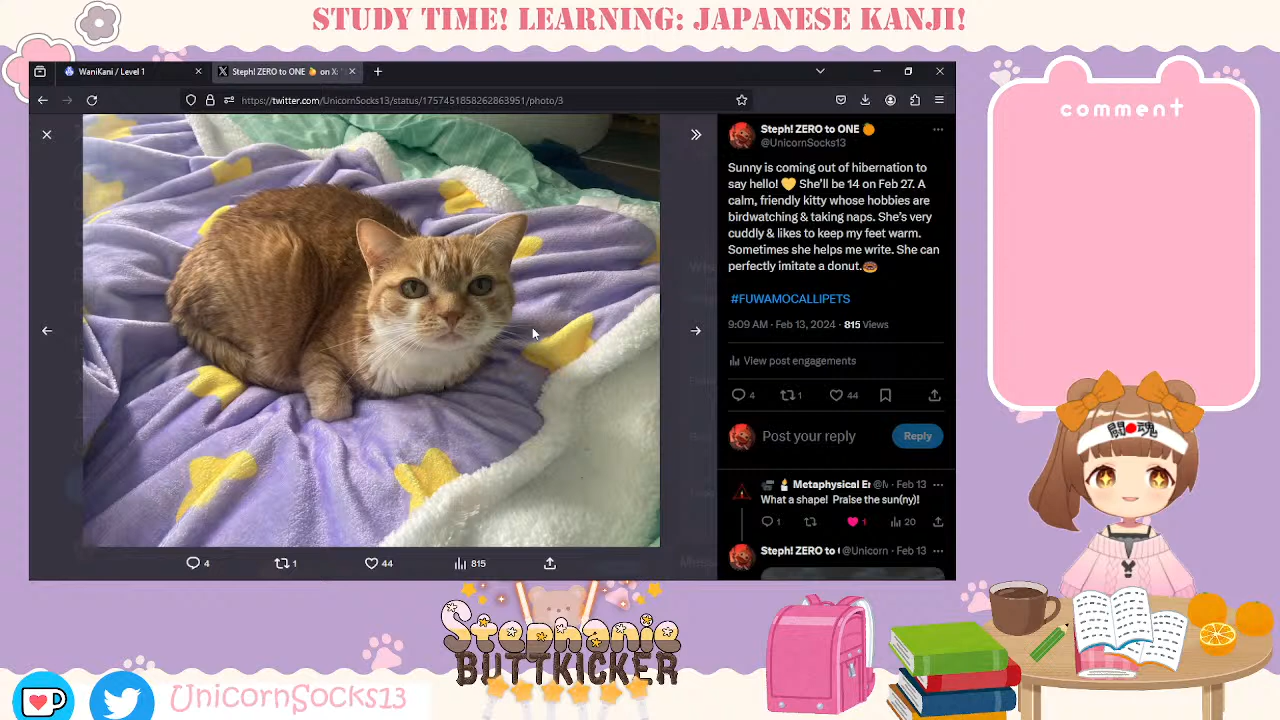 STUDY TIME! LEARNING: JAPANESE KANJI!
WaniKani / Level 1
Steph! ZERO to ONE 🍊 on X: "
https://twitter.com/UnicornSocks13/status/1757451858262863951/photo/3
Steph! ZERO to ONE 🍊
@UnicornSocks13
Sunny is coming out of hibernation to
say hello! 💛 She'll be 14 on Feb 27. A
calm, friendly kitty whose hobbies are
birdwatching & taking naps. She's very
cuddly & likes to keep my feet warm.
Sometimes she helps me write. She can
perfectly imitate a donut.🍩
#FUWAMOCALLIPETS
9:09 AM · Feb 13, 2024 · 815 Views
View post engagements
4 1 44
Post your reply
Reply
Metaphysical Er @M · Feb 13
What a shape! Praise the sun(ny)!
1 1 20
Steph! ZERO to @Unicorn · Feb 13
4 1 44 815
comment
闘魂
Stephanie
BUTTKICKER
UnicornSocks13